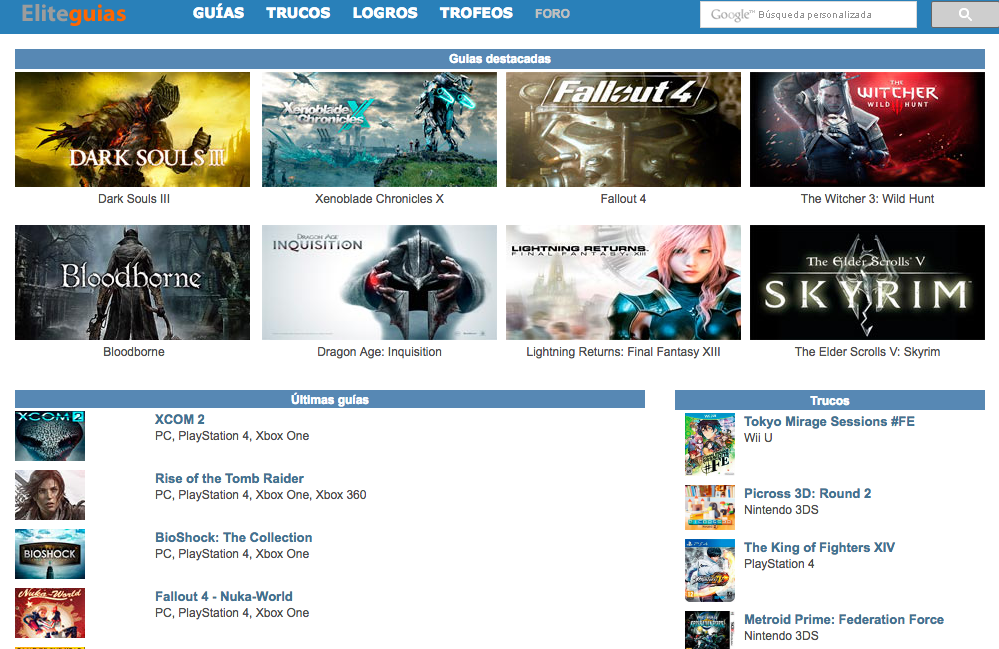 Eliteguias
GUÍAS TRUCOS LOGROS TROFEOS FORO
Google™ Búsqueda personalizada
Guias destacadas
DARK SOULS III
Xenoblade Chronicles X
Fallout 4
THE WITCHER WILD HUNT
Dark Souls III
Xenoblade Chronicles X
Fallout 4
The Witcher 3: Wild Hunt
Bloodborne
DRAGON AGE INQUISITION
LIGHTNING RETURNS FINAL FANTASY XIII
The Elder Scrolls V SKYRIM
Bloodborne
Dragon Age: Inquisition
Lightning Returns: Final Fantasy XIII
The Elder Scrolls V: Skyrim
Últimas guías
XCOM 2
XCOM 2
PC, PlayStation 4, Xbox One
Rise of the Tomb Raider
PC, PlayStation 4, Xbox One, Xbox 360
BIOSHOCK
BioShock: The Collection
PC, PlayStation 4, Xbox One
Nuka-World
Fallout 4 - Nuka-World
PC, PlayStation 4, Xbox One
Trucos
#FE
Tokyo Mirage Sessions #FE
Wii U
Picross 3D: Round 2
Nintendo 3DS
PS4
The King of Fighters XIV
PlayStation 4
Metroid Prime: Federation Force
Nintendo 3DS